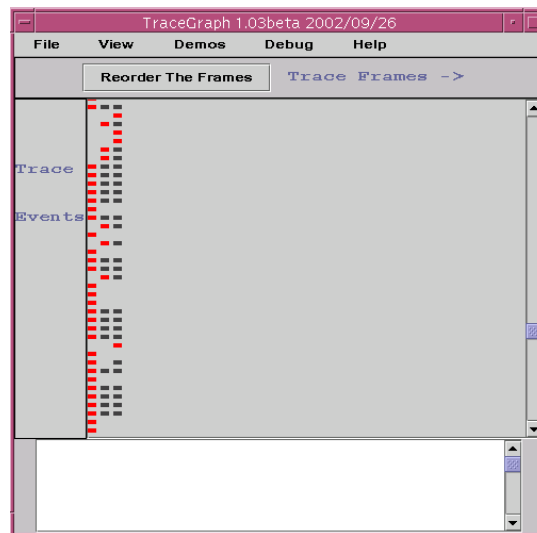 TraceGraph 1.03beta 2002/09/26
File View Demos Debug Help
Reorder The Frames Trace Frames ->
Trace
Events